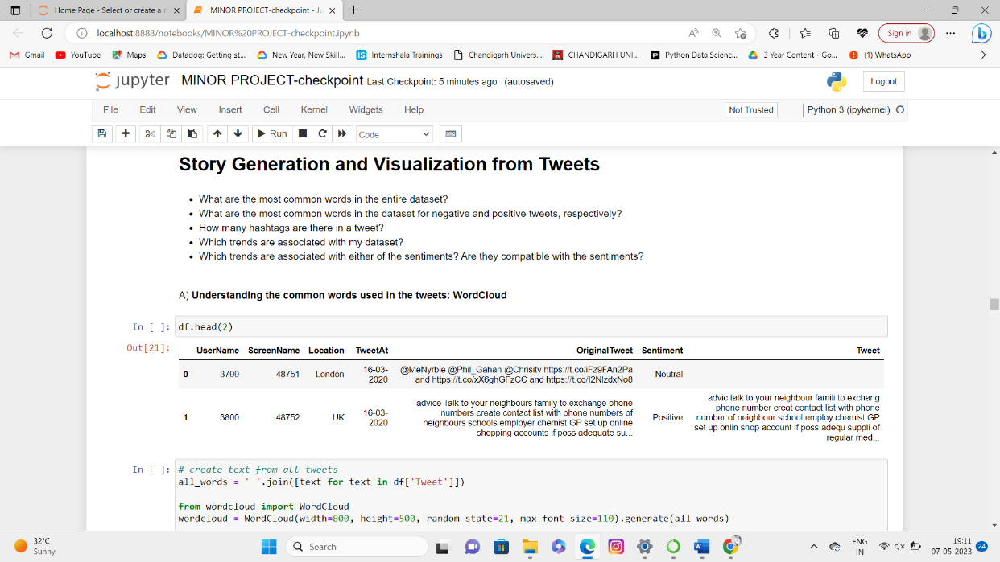 Home Page - Select or create a n
MINOR PROJECT-checkpoint - Ju
localhost:8888/notebooks/MINOR%20PROJECT-checkpoint.ipynb
Sign in
Gmail
YouTube
Maps
Datadog: Getting st...
New Year, New Skill...
IS Internshala Trainings
Chandigarh Univers...
CHANDIGARH UNI...
Python Data Scienc...
3 Year Content - Go...
(1) WhatsApp
jupyter MINOR PROJECT-checkpoint Last Checkpoint: 5 minutes ago (autosaved)
Logout
File Edit View Insert Cell Kernel Widgets Help
Not Trusted
Python 3 (ipykernel)
Run
Code
Story Generation and Visualization from Tweets
• What are the most common words in the entire dataset?
• What are the most common words in the dataset for negative and positive tweets, respectively?
• How many hashtags are there in a tweet?
• Which trends are associated with my dataset?
• Which trends are associated with either of the sentiments? Are they compatible with the sentiments?
A) Understanding the common words used in the tweets: WordCloud
In [ ]: df.head(2)
Out[21]:
UserName ScreenName Location TweetAt OriginalTweet Sentiment Tweet
0 3799 48751 London
16-03-
2020
@MeNyrbie @Phil_Gahan @Chrisitv https://t.co/iFz9FAn2Pa
and https://t.co/xX6ghGFzCC and https://t.co/I2NlzdxNo8
Neutral
1 3800 48752 UK
16-03-
2020
advice Talk to your neighbours family to exchange phone
numbers create contact list with phone numbers of
neighbours schools employer chemist GP set up online
shopping accounts if poss adequate su...
Positive
advic talk to your neighbour famili to exchang
phone number creat contact list with phone
number of neighbour school employ chemist GP
set up onlin shop account if poss adequ suppli of
regular med...
In [ ]: # create text from all tweets
all_words = ' '.join([text for text in df['Tweet']])
from wordcloud import WordCloud
wordcloud = WordCloud(width=800, height=500, random_state=21, max_font_size=110).generate(all_words)
32°C
Sunny
Search
ENG
IN
19:11
07-05-2023
24